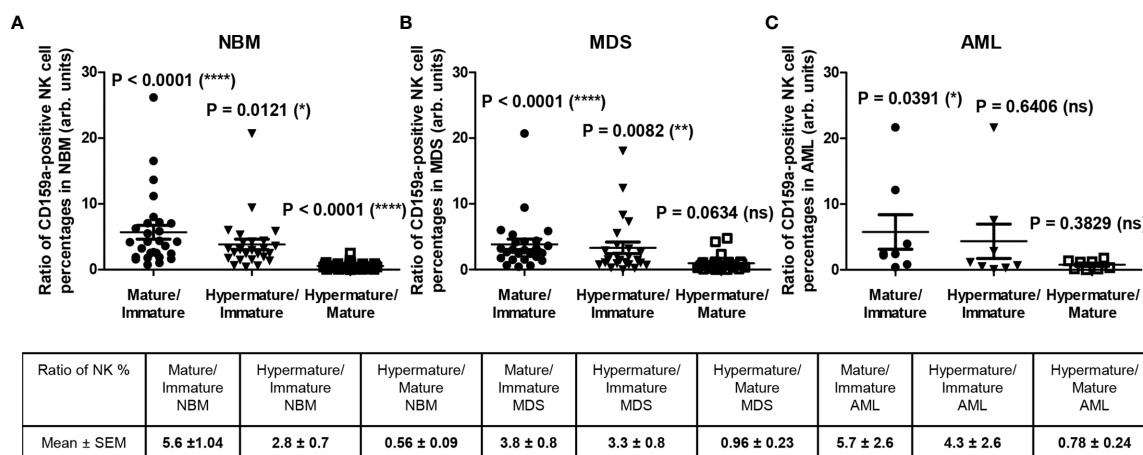 A
NBM
Ratio of CD159a-positive NK cell
percentages in NBM (arb. units)
30
20
10
0
P < 0.0001 (****)
P = 0.0121 (*)
P < 0.0001 (****)
Mature/
Immature
Hypermature/
Immature
Hypermature/
Mature
B
MDS
Ratio of CD159a-positive NK cell
percentages in MDS (arb. units)
30
20
10
0
P < 0.0001 (****)
P = 0.0082 (**)
P = 0.0634 (ns)
Mature/
Immature
Hypermature/
Immature
Hypermature/
Mature
C
AML
Ratio of CD159a-positive NK cell
percentages in AML (arb. units)
30
20
10
0
P = 0.0391 (*)
P = 0.6406 (ns)
P = 0.3829 (ns)
Mature/
Immature
Hypermature/
Immature
Hypermature/
Mature
Ratio of NK %
Mature/
Immature
NBM
Hypermature/
Immature
NBM
Hypermature/
Mature
NBM
Mature/
Immature
MDS
Hypermature/
Immature
MDS
Hypermature/
Mature
MDS
Mature/
Immature
AML
Hypermature/
Immature
AML
Hypermature/
Mature
AML
Mean ± SEM
5.6 ±1.04
2.8 ± 0.7
0.56 ± 0.09
3.8 ± 0.8
3.3 ± 0.8
0.96 ± 0.23
5.7 ± 2.6
4.3 ± 2.6
0.78 ± 0.24